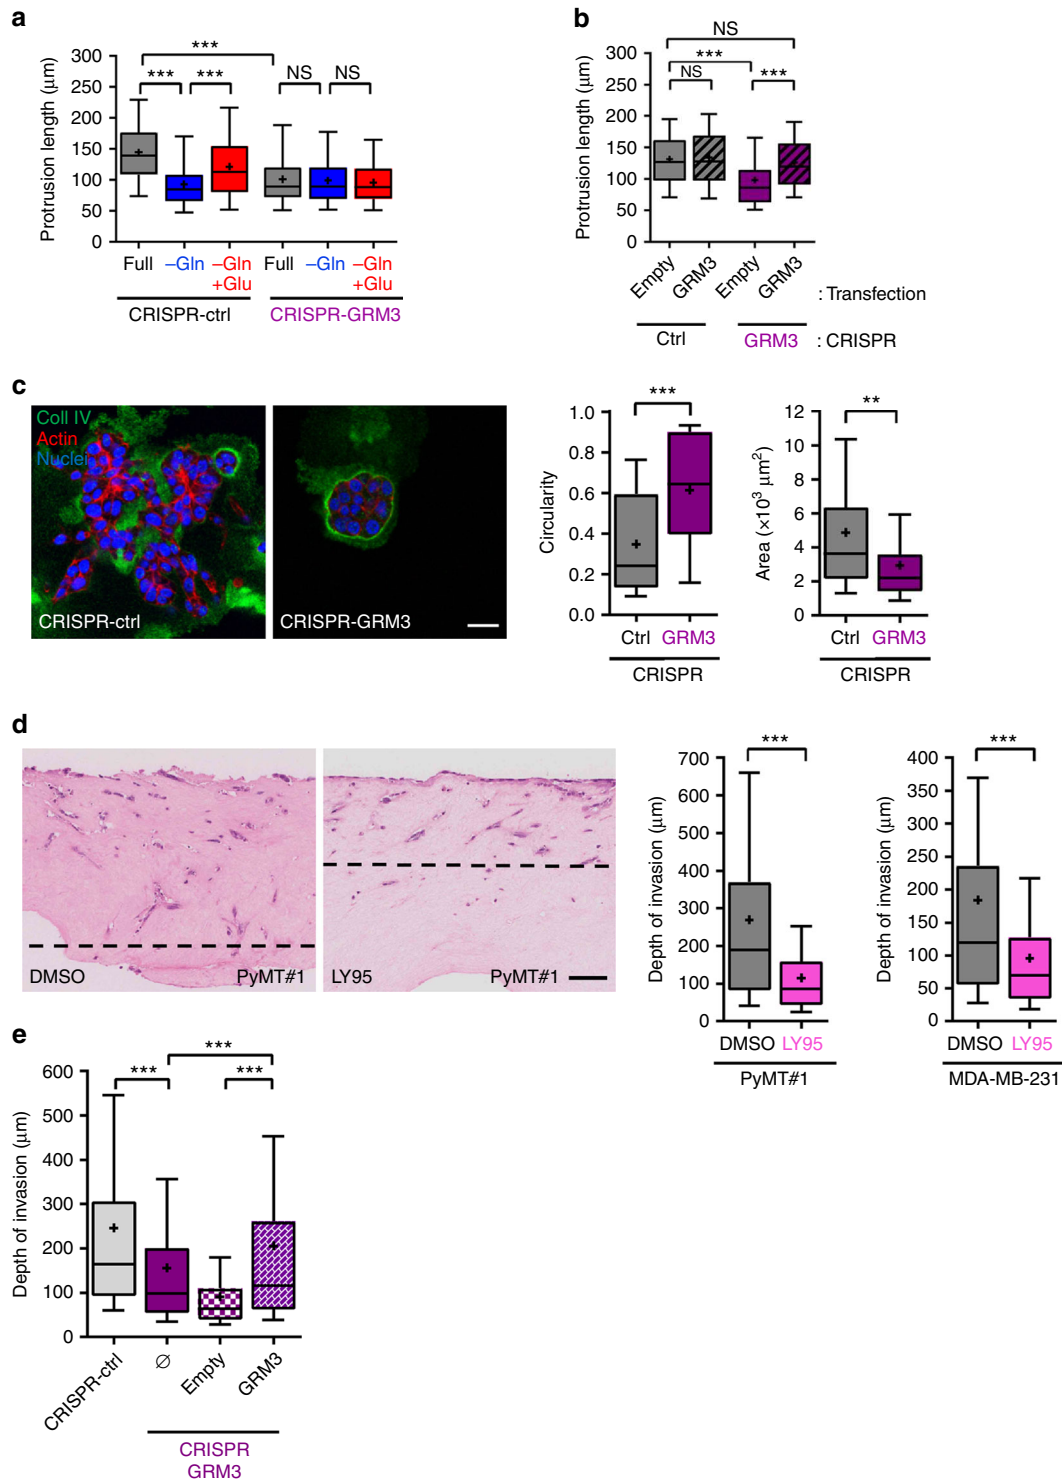 a
***
*** *** NS NS
Protrusion length (μm)
300
250
200
150
100
50
0
Full –Gln –Gln +Glu Full –Gln –Gln +Glu
CRISPR-ctrl CRISPR-GRM3
b
NS
***
NS ***
Protrusion length (μm)
300
250
200
150
100
50
0
Empty GRM3 Empty GRM3 : Transfection
Ctrl GRM3 : CRISPR
c
Coll IV
Actin
Nuclei
CRISPR-ctrl
CRISPR-GRM3
***
Circularity
1.0
0.8
0.6
0.4
0.2
0.0
Ctrl GRM3
CRISPR
**
Area (×10³ μm²)
12
10
8
6
4
2
0
Ctrl GRM3
CRISPR
d
DMSO PyMT#1
LY95 PyMT#1
***
Depth of invasion (μm)
700
600
500
400
300
200
100
0
DMSO LY95
PyMT#1
***
Depth of invasion (μm)
400
350
300
250
200
150
100
50
0
DMSO LY95
MDA-MB-231
e
***
*** ***
Depth of invasion (μm)
600
500
400
300
200
100
0
CRISPR-ctrl ∅ Empty GRM3
CRISPR
GRM3